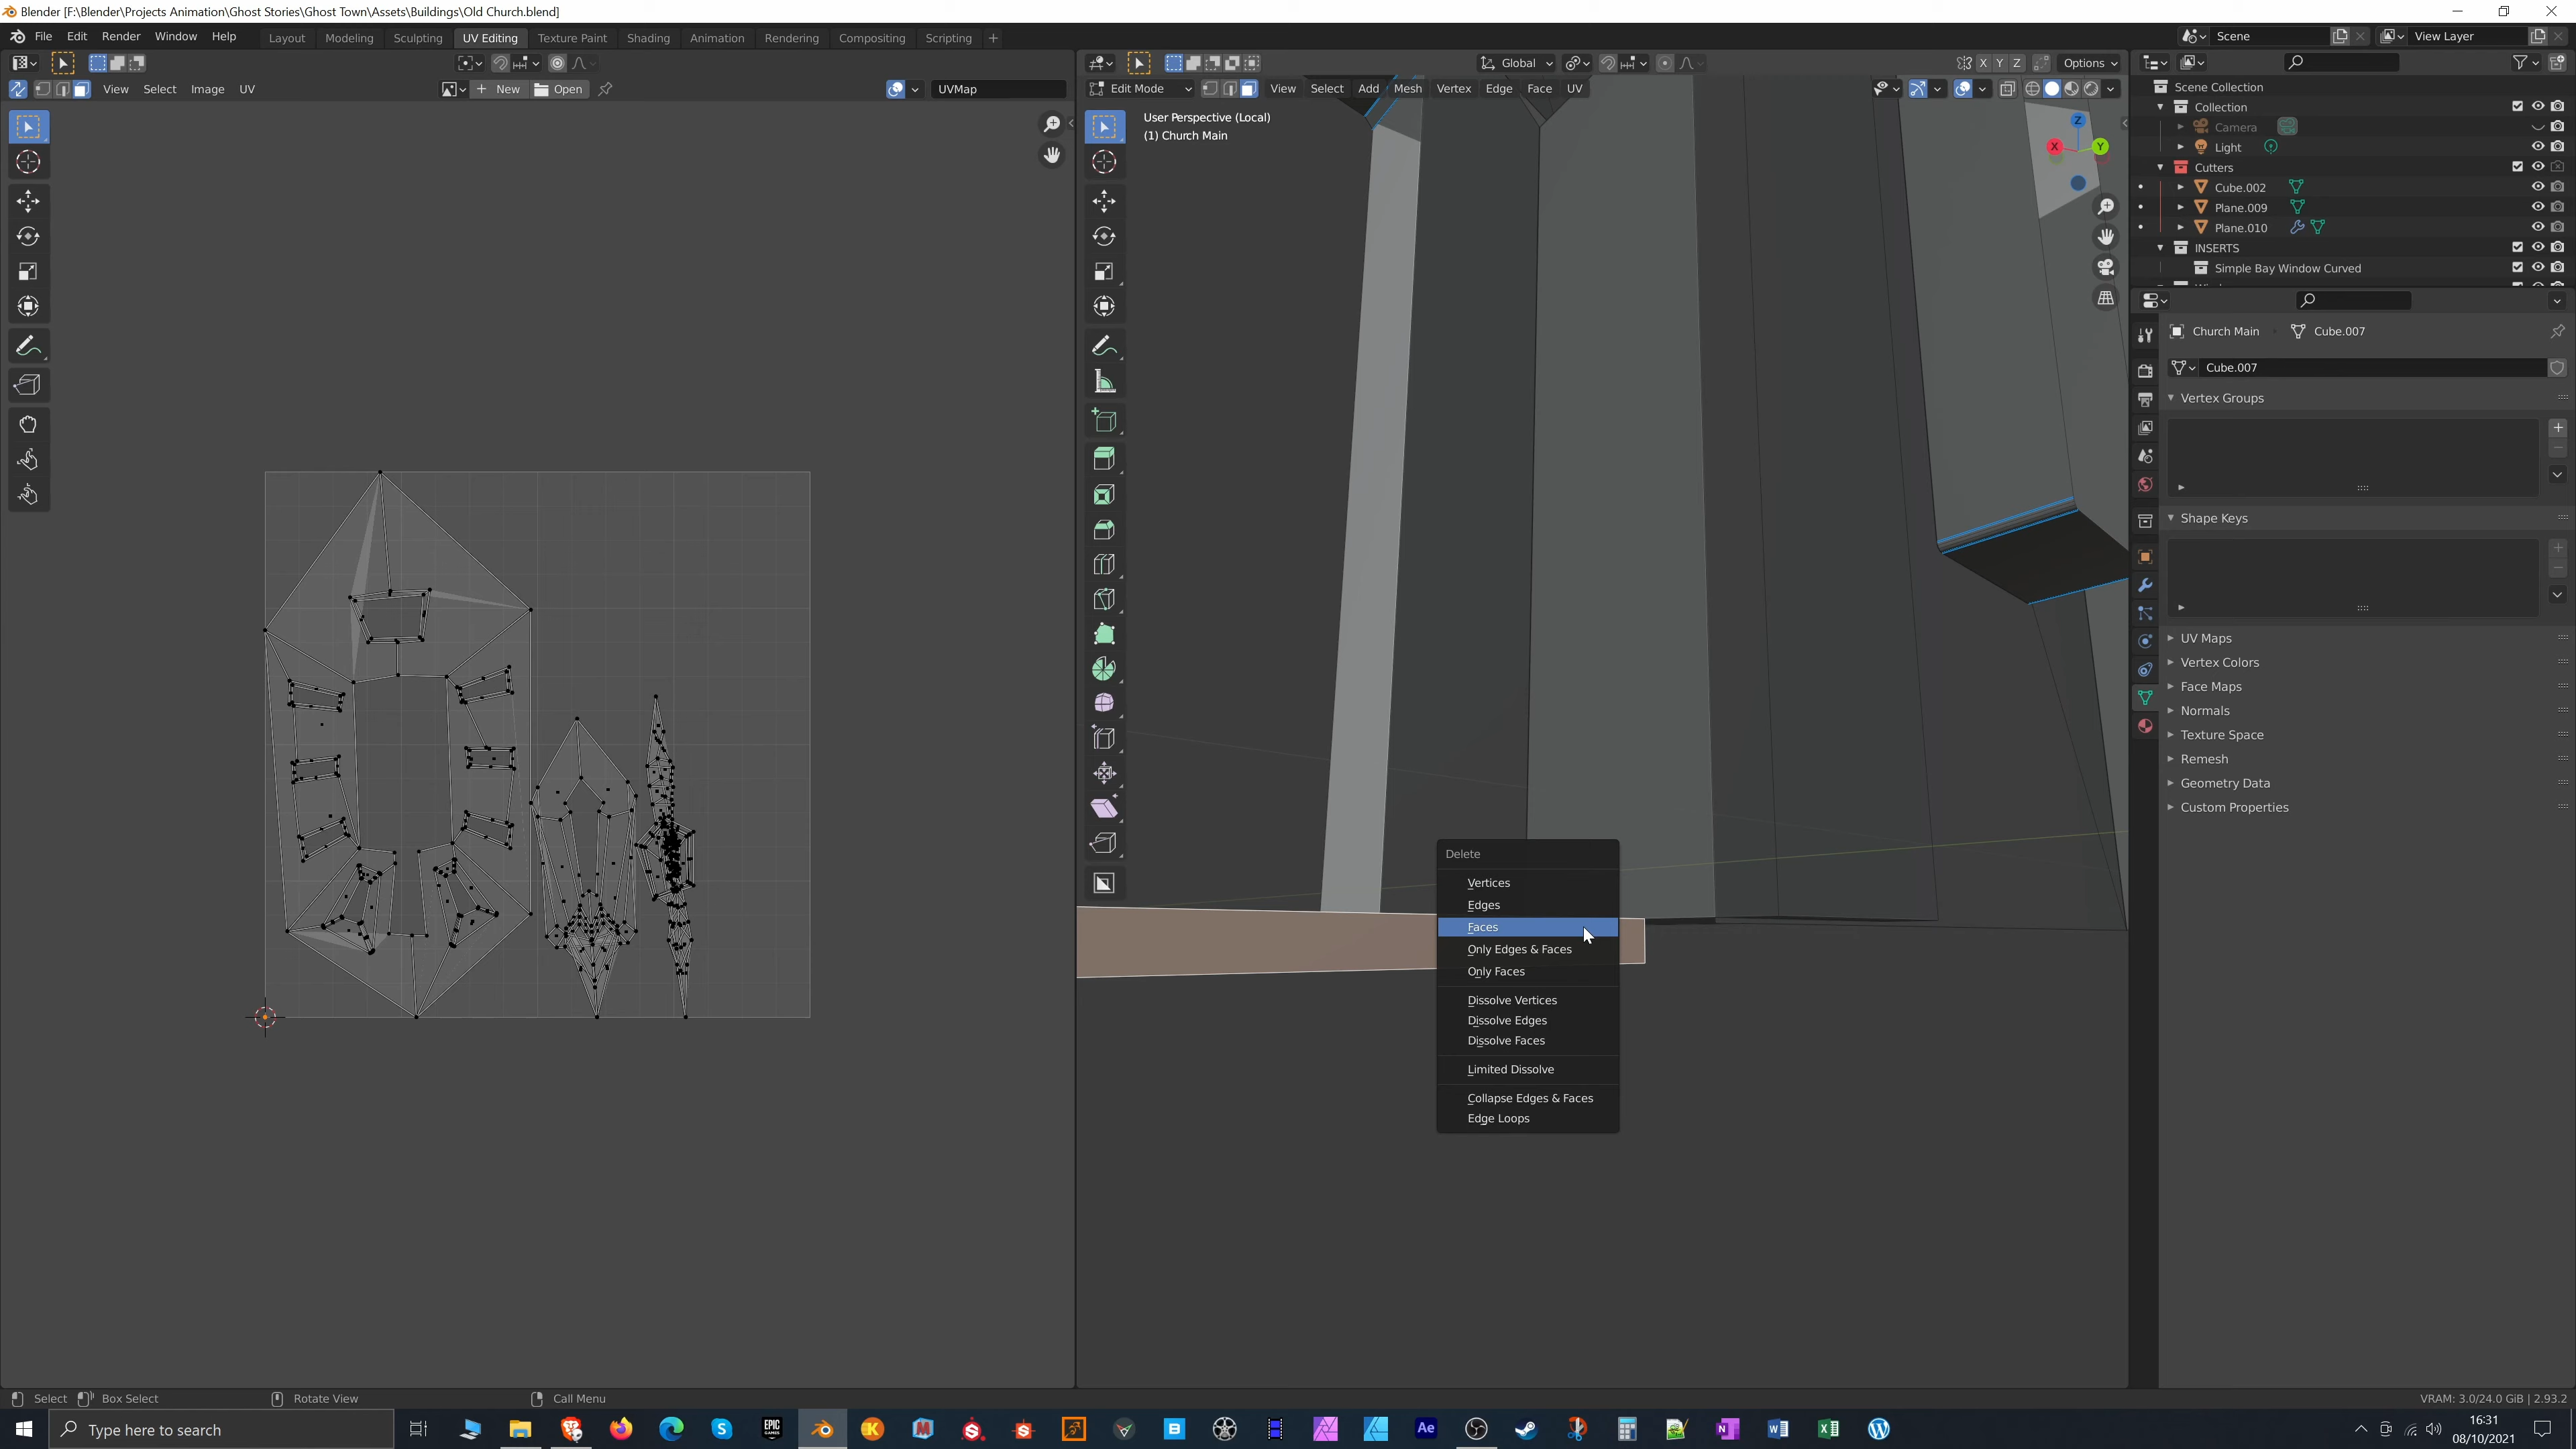 Blender [F:\Blender\Projects Animation\Ghost Stories\Ghost Town\Assets\Buildings\Old Church.blend]
File Edit Render Window Help Layout Modeling Sculpting UV Editing Texture Paint Shading Animation Rendering Compositing Scripting + Scene View Layer
Global X Y Z Options
View Select Image UV + New Open UVMap Edit Mode View Select Add Mesh Vertex Edge Face UV
User Perspective (Local)
(1) Church Main
Z
X Y
Scene Collection
Collection
Camera
Light
Cutters
Cube.002
Plane.009
Plane.010
INSERTS
Simple Bay Window Curved
Church Main Cube.007
Cube.007
Vertex Groups
Shape Keys
UV Maps
Vertex Colors
Face Maps
Normals
Texture Space
Remesh
Geometry Data
Custom Properties
Delete
Vertices
Edges
Faces
Only Edges & Faces
Only Faces
Dissolve Vertices
Dissolve Edges
Dissolve Faces
Limited Dissolve
Collapse Edges & Faces
Edge Loops
Select Box Select Rotate View Call Menu VRAM: 3.0/24.0 GiB | 2.93.2
Type here to search
EPIC GAMES
Ae
16:31
08/10/2021